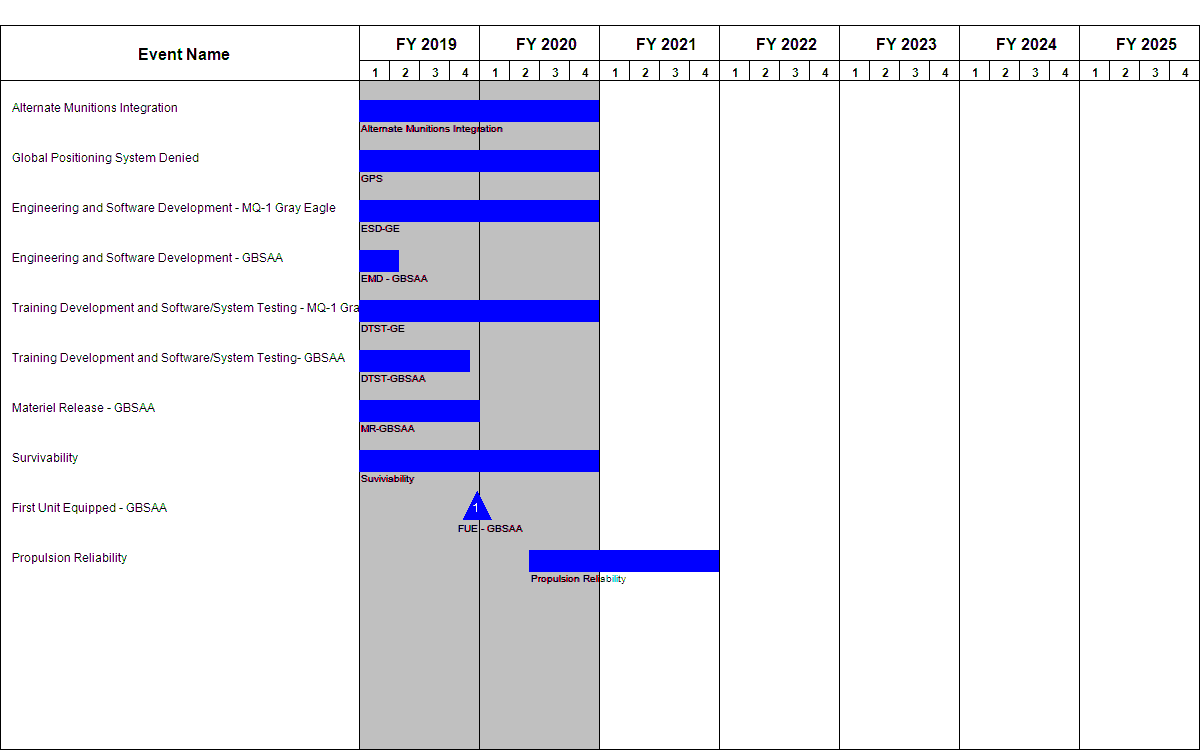 Event Name
FY 2019 FY 2020 FY 2021 FY 2022 FY 2023 FY 2024 FY 2025
1 2 3 4 1 2 3 4 1 2 3 4 1 2 3 4 1 2 3 4 1 2 3 4 1 2 3 4
Alternate Munitions Integration
Alternate Munitions Integration
Global Positioning System Denied
GPS
Engineering and Software Development - MQ-1 Gray Eagle
ESD-GE
Engineering and Software Development - GBSAA
EMD - GBSAA
Training Development and Software/System Testing - MQ-1 Gra
DTST-GE
Training Development and Software/System Testing- GBSAA
DTST-GBSAA
Materiel Release - GBSAA
MR-GBSAA
Survivability
Suviviability
First Unit Equipped - GBSAA
1
FUE - GBSAA
Propulsion Reliability
Propulsion Reliability